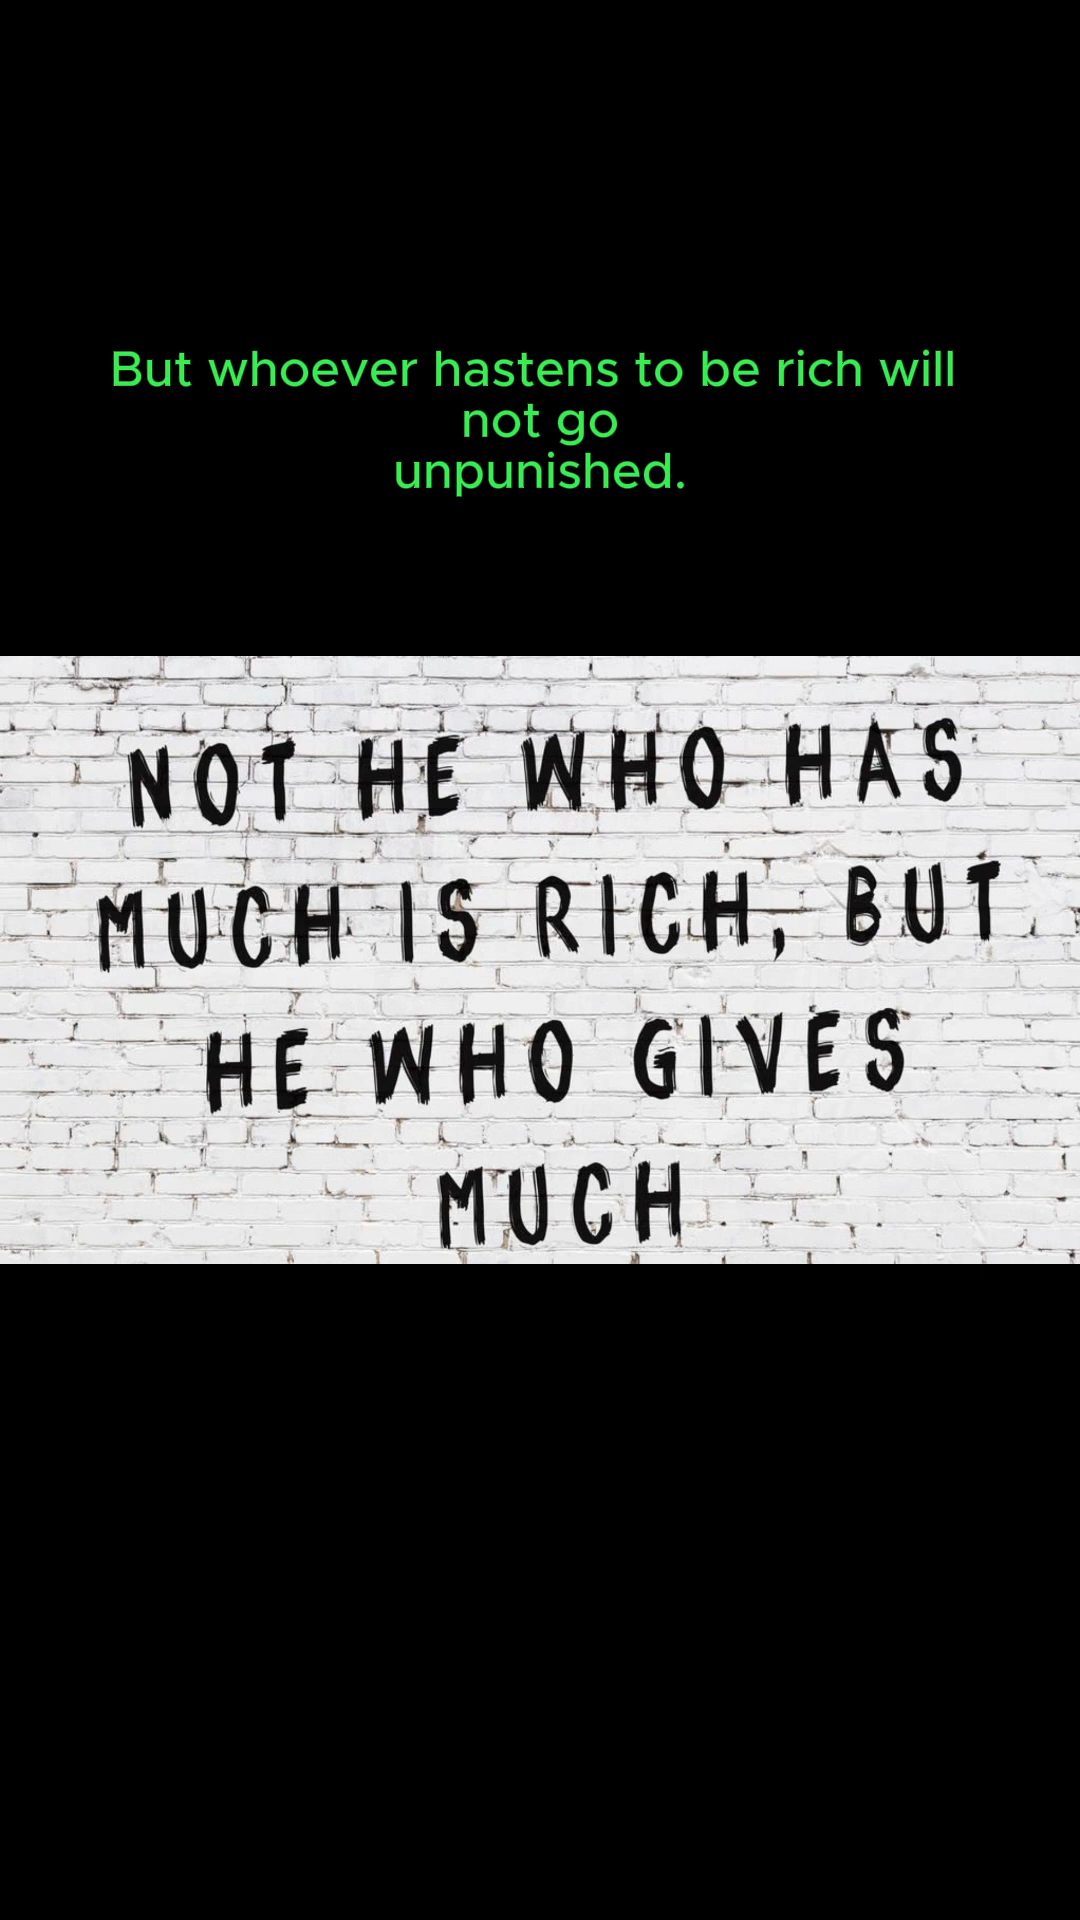 But whoever hastens to be rich will
not go
unpunished.
NOT HE WHO HAS
MUCH IS RICH, BUT
HE WHO GIVES
MUCH